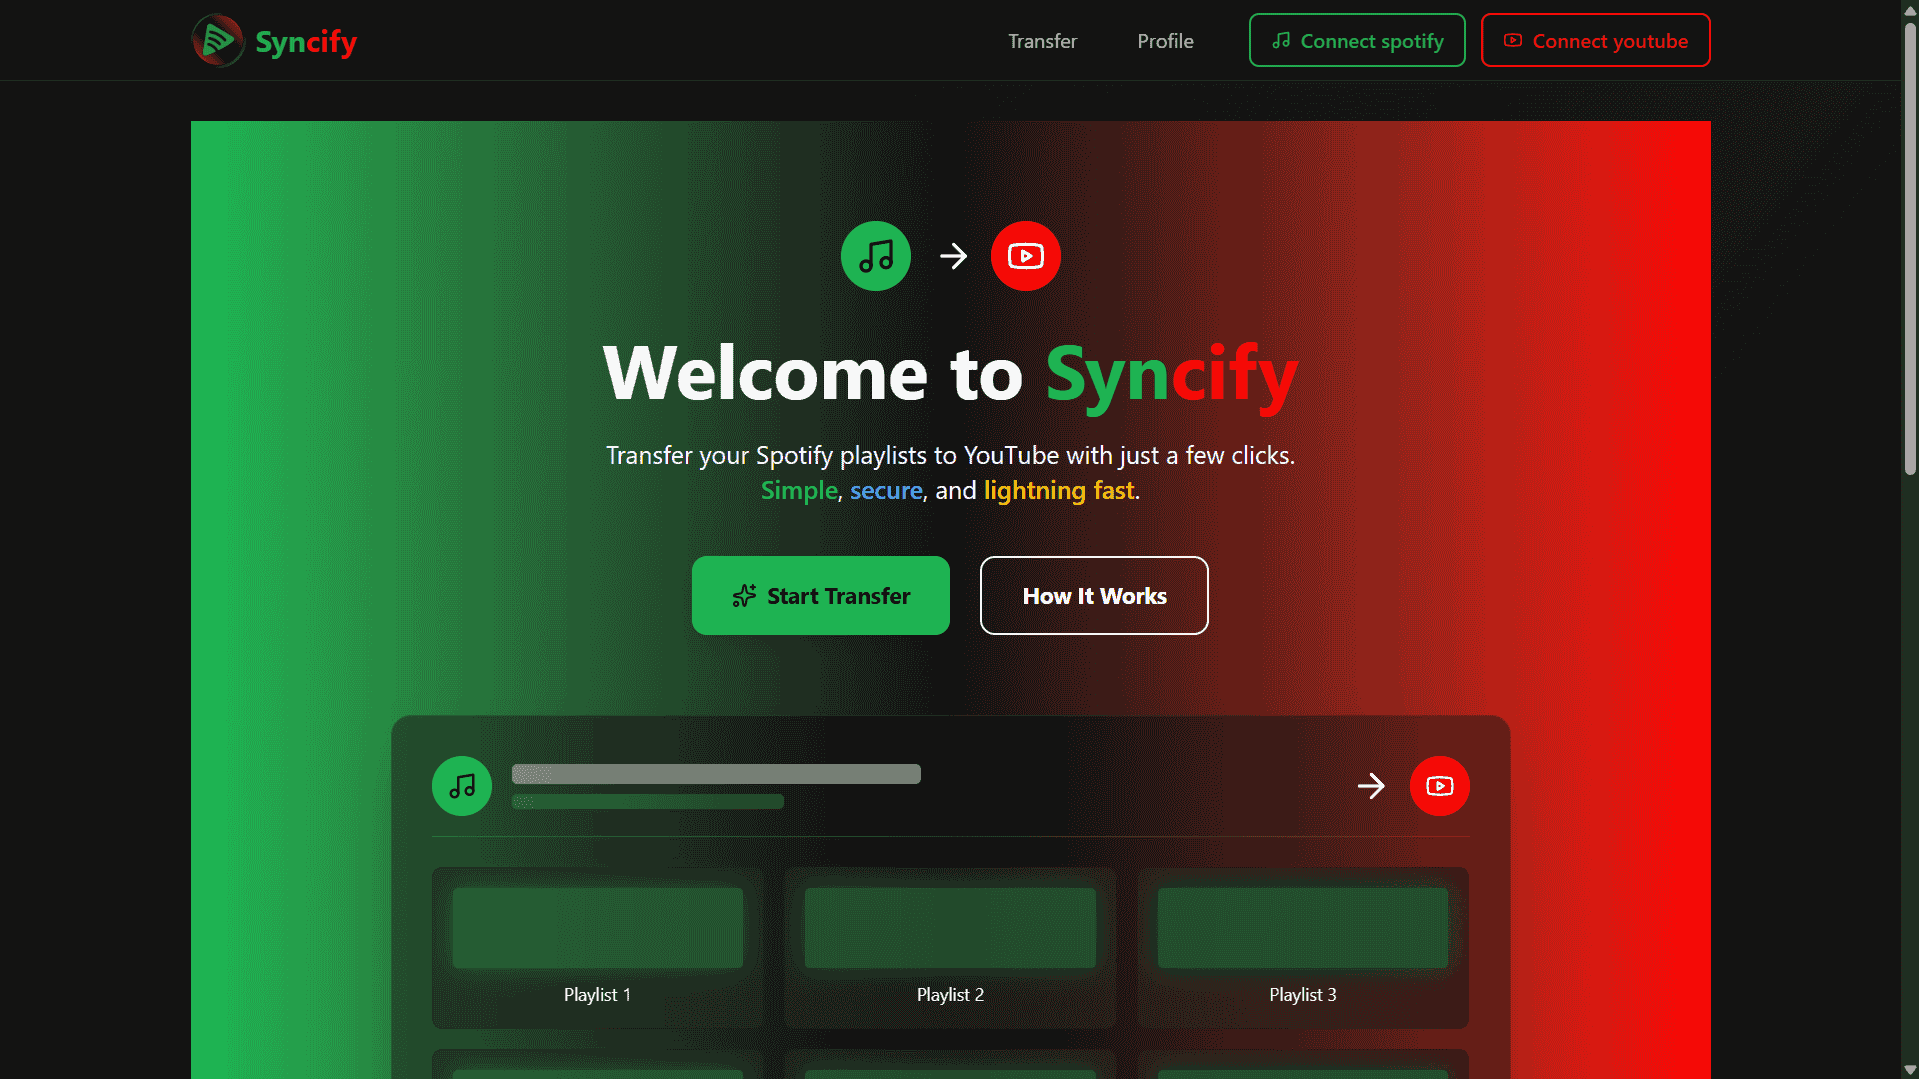 Syncify
Transfer
Profile
Connect spotify
Connect youtube
Welcome to Syncify
Transfer your Spotify playlists to YouTube with just a few clicks.
Simple, secure, and lightning fast.
Start Transfer
How It Works
Playlist 1
Playlist 2
Playlist 3